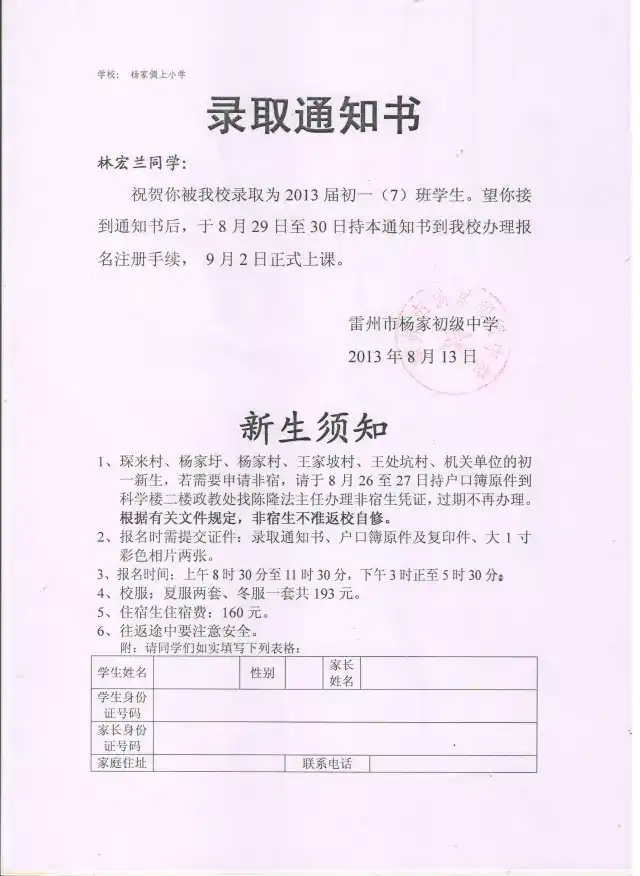 学校： 杨家倜上小学
录取通知书
林宏兰同学：
祝贺你被我校录取为 2013 届初一（7）班学生。望你接
到通知书后，于 8 月 29 日至 30 日持本通知书到我校办理报
名注册手续， 9 月 2 日正式上课。
雷州市杨家初级中学
2013 年 8 月 13 日
新生须知
1、琛来村、杨家圩、杨家村、王家坡村、王处坑村、机关单位的初
一新生，若需要申请非宿，请于 8 月 26 至 27 日持户口簿原件到
科学楼二楼政教处找陈隆法主任办理非宿生凭证，过期不再办理。
根据有关文件规定，非宿生不准返校自修。
2、报名时需提交证件：录取通知书、户口簿原件及复印件、大 1 寸
彩色相片两张。
3、报名时间：上午 8 时 30 分至 11 时 30 分，下午 3 时正至 5 时 30 分。
4、校服：夏服两套、冬服一套共 193 元。
5、住宿生住宿费：160 元。
6、往返途中要注意安全。
附：请同学们如实填写下列表格：
学生姓名 性别 家长
姓名
学生身份
证号码
家长身份
证号码
家庭住址 联系电话